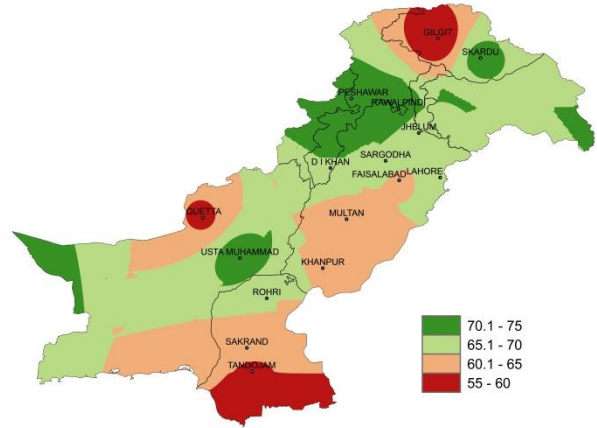 GILGIT
SKARDU
PESHAWAR
RAWALPINDI
JHELUM
SARGODHA
D I KHAN
FAISALABAD
LAHORE
QUETTA
MULTAN
USTA MUHAMMAD
KHANPUR
ROHRI
SAKRAND
TANDOJAM
70.1 - 75
65.1 - 70
60.1 - 65
55 - 60